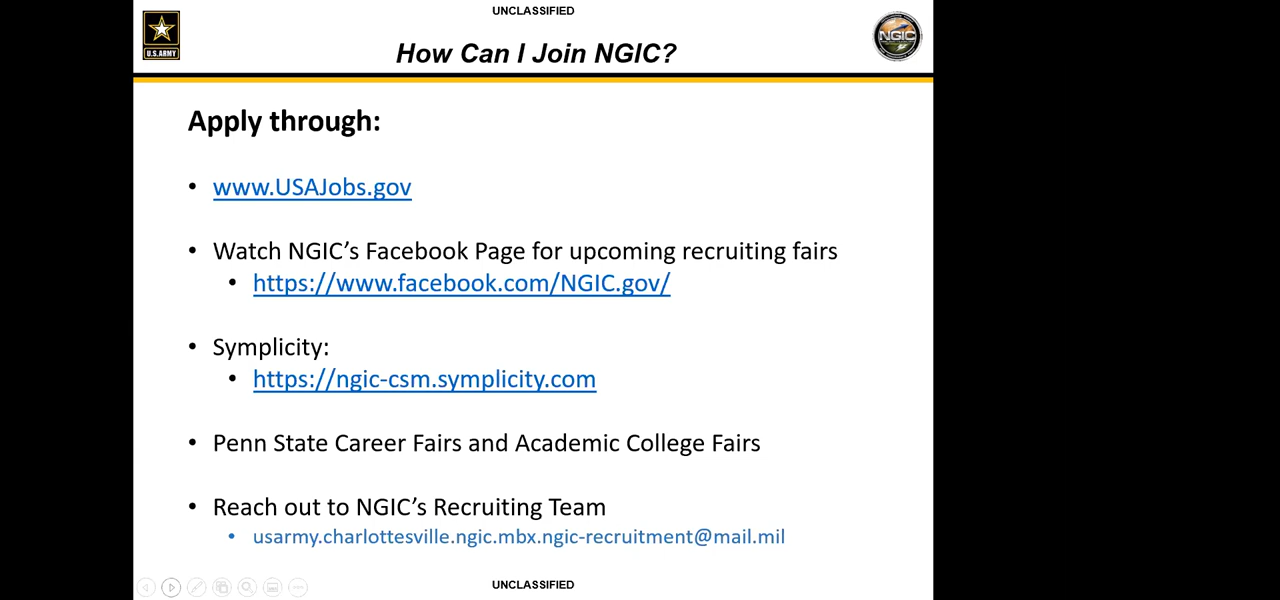 UNCLASSIFIED
U.S.ARMY
How Can I Join NGIC?
NGIC
Apply through:
• www.USAJobs.gov
• Watch NGIC's Facebook Page for upcoming recruiting fairs
• https://www.facebook.com/NGIC.gov/
• Symplicity:
• https://ngic-csm.symplicity.com
• Penn State Career Fairs and Academic College Fairs
• Reach out to NGIC's Recruiting Team
• usarmy.charlottesville.ngic.mbx.ngic-recruitment@mail.mil
UNCLASSIFIED